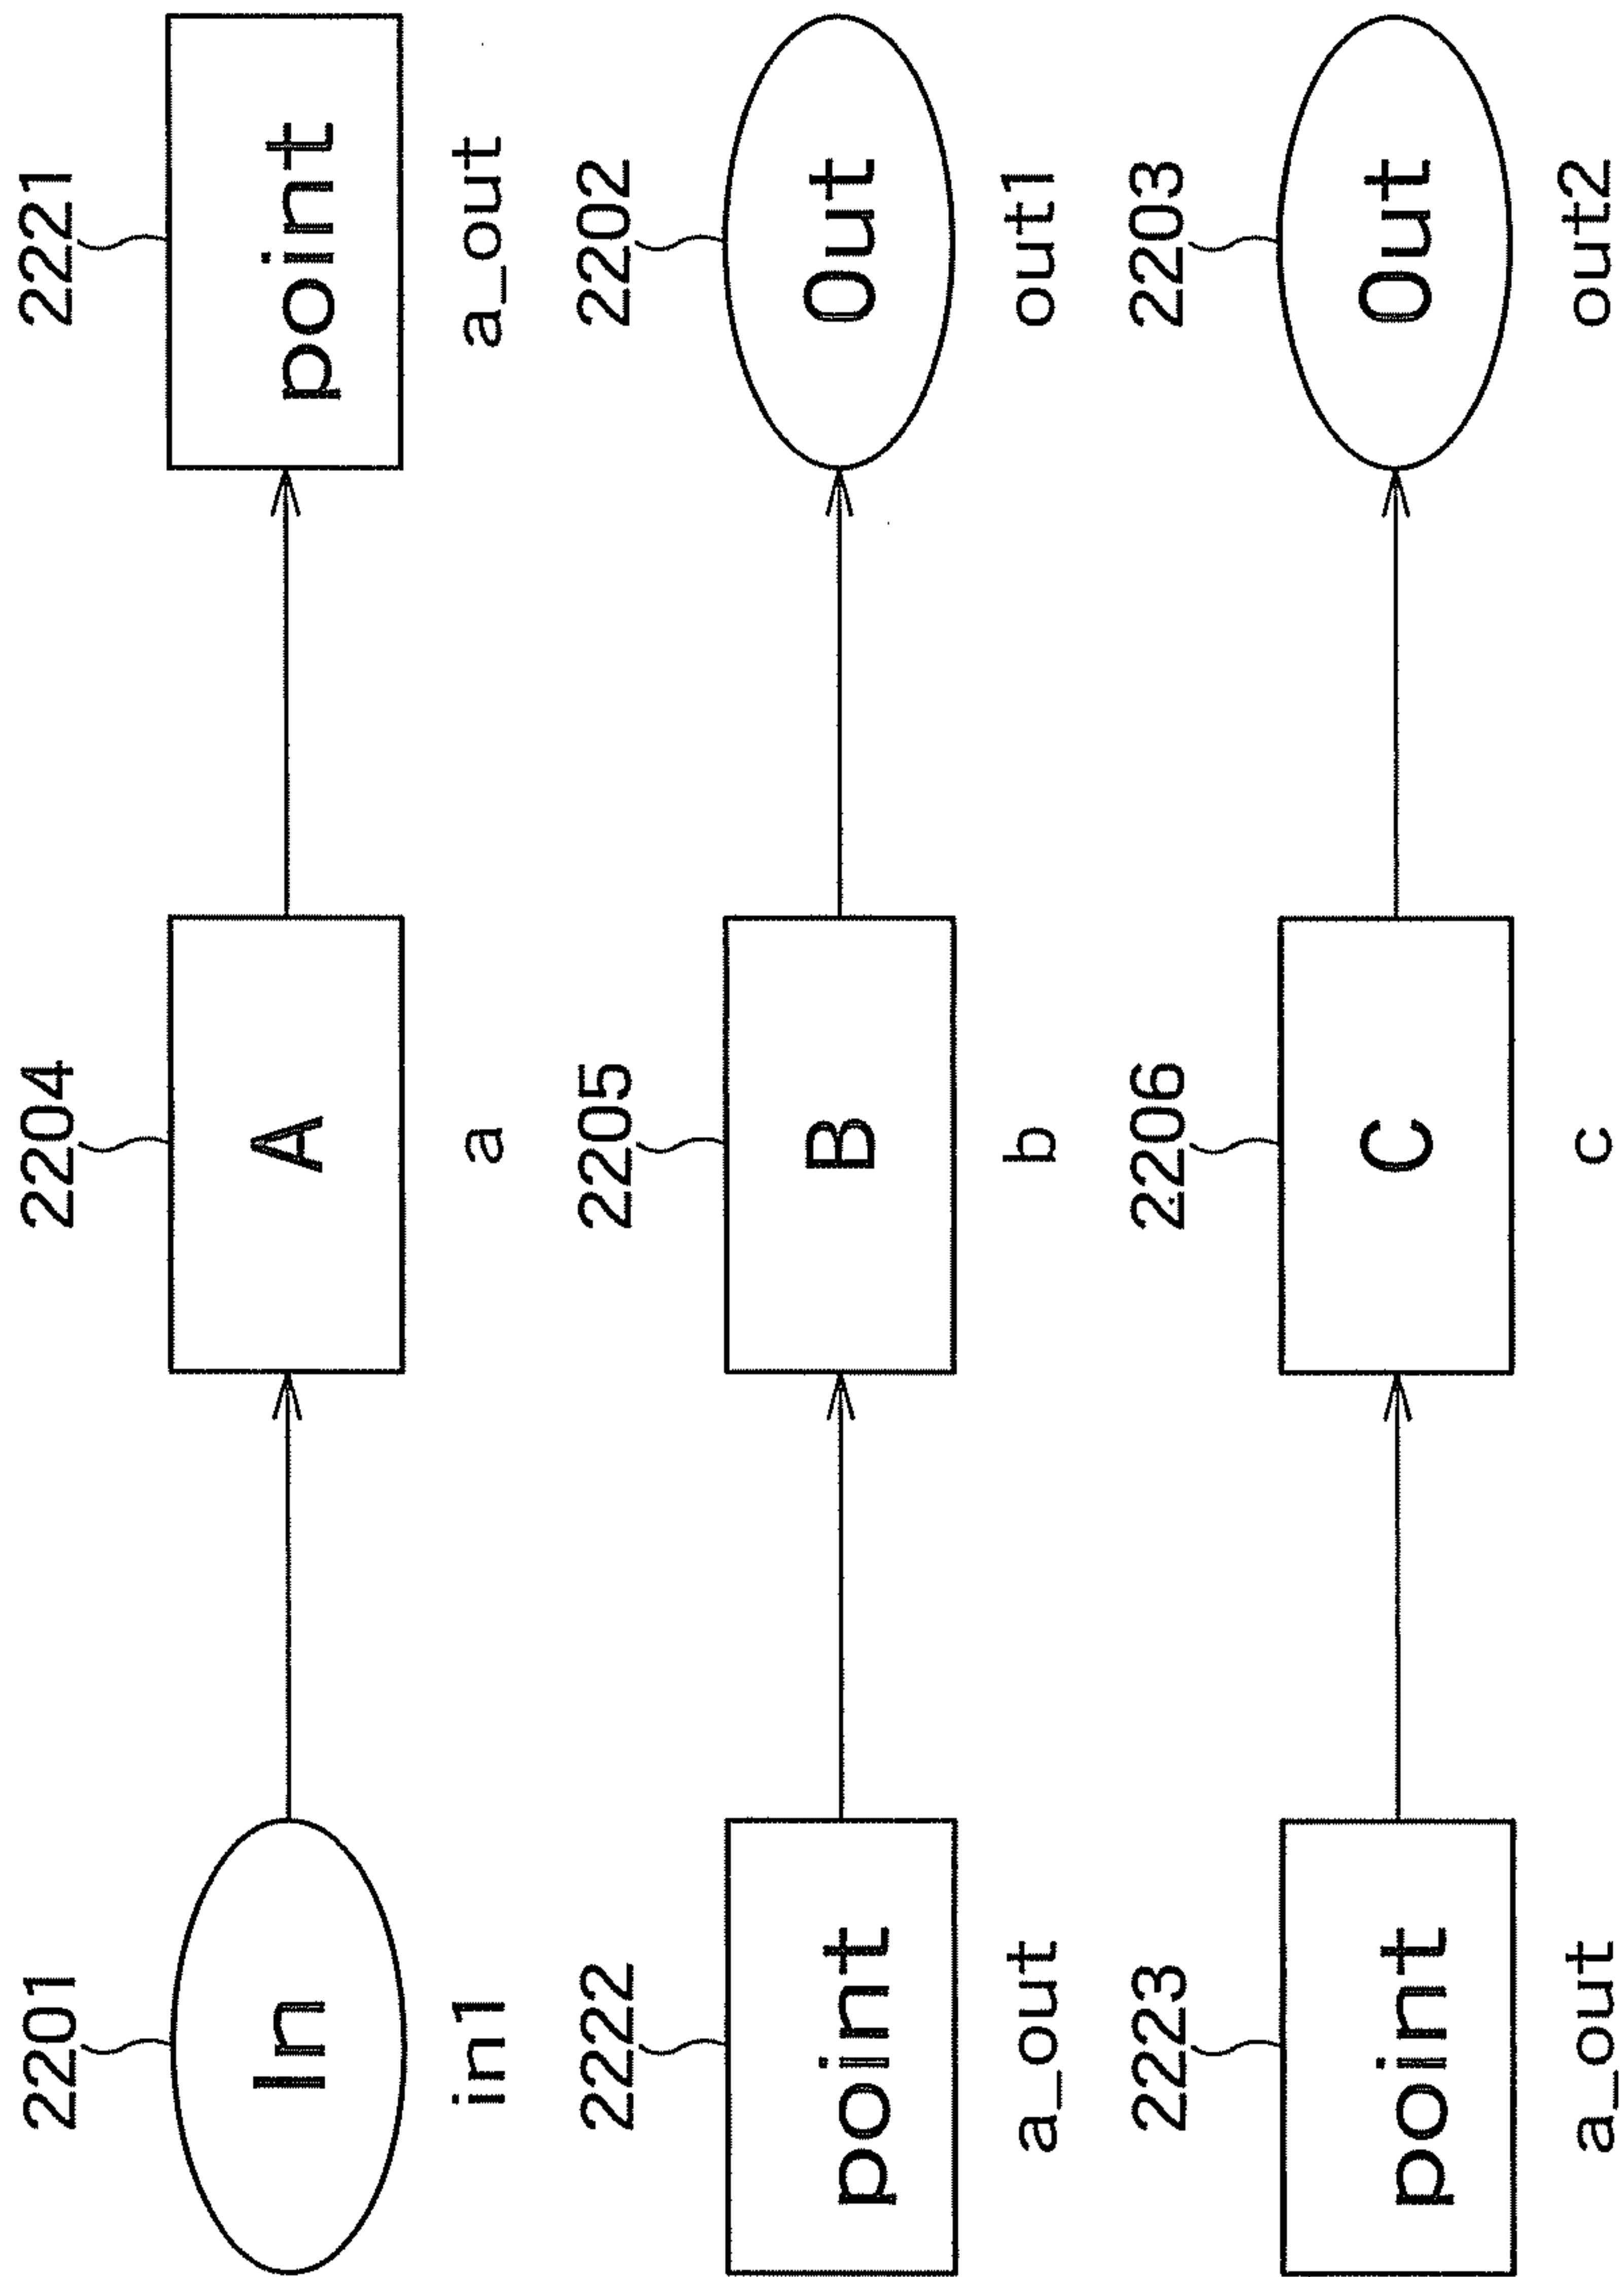 2201 2204 2221
In A point
in1 a a_out
2222 2205 2202
point B Out
a_out b out1
2223 2206 2203
point C Out
a_out c out2